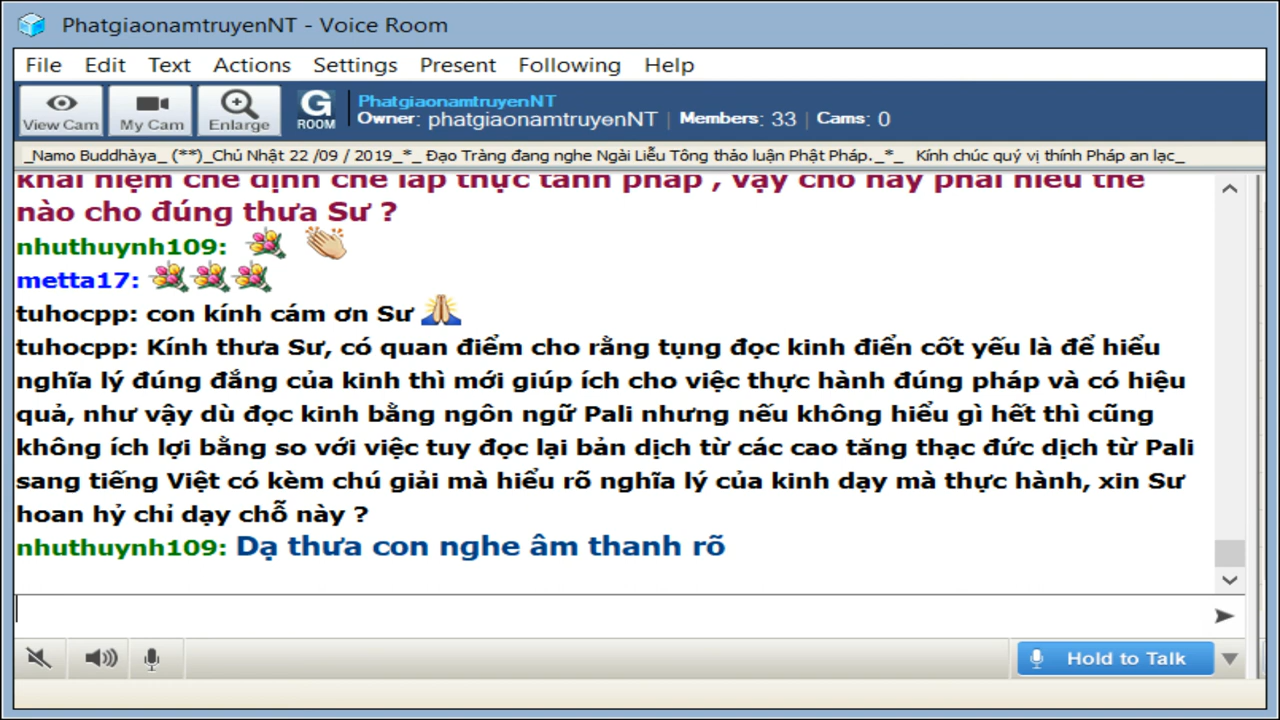 PhatgiaonamtruyenNT - Voice Room
File Edit Text Actions Settings Present Following Help
View Cam My Cam Enlarge G ROOM PhatgiaonamtruyenNT
Owner: phatgiaonamtruyenNT | Members: 33 | Cams: 0
_Namo Buddhàya_ (**)_Chủ Nhật 22 /09 / 2019_*_ Đạo Tràng đang nghe Ngài Liễu Tông thảo luận Phật Pháp._*_ Kính chúc quý vị thính Pháp an lạc_
khái niệm chế định che lấp thực tánh pháp , vậy chỗ này phải hiểu thế
nào cho đúng thưa Sư ?
nhuthuynh109:
metta17:
tuhocpp: con kính cám ơn Sư
tuhocpp: Kính thưa Sư, có quan điểm cho rằng tụng đọc kinh điển cốt yếu là để hiểu
nghĩa lý đúng đắng của kinh thì mới giúp ích cho việc thực hành đúng pháp và có hiệu
quả, như vậy dù đọc kinh bằng ngôn ngữ Pali nhưng nếu không hiểu gì hết thì cũng
không ích lợi bằng so với việc tuy đọc lại bản dịch từ các cao tăng thạc đức dịch từ Pali
sang tiếng Việt có kèm chú giải mà hiểu rõ nghĩa lý của kinh dạy mà thực hành, xin Sư
hoan hỷ chỉ dạy chỗ này ?
nhuthuynh109: Dạ thưa con nghe âm thanh rõ
Hold to Talk